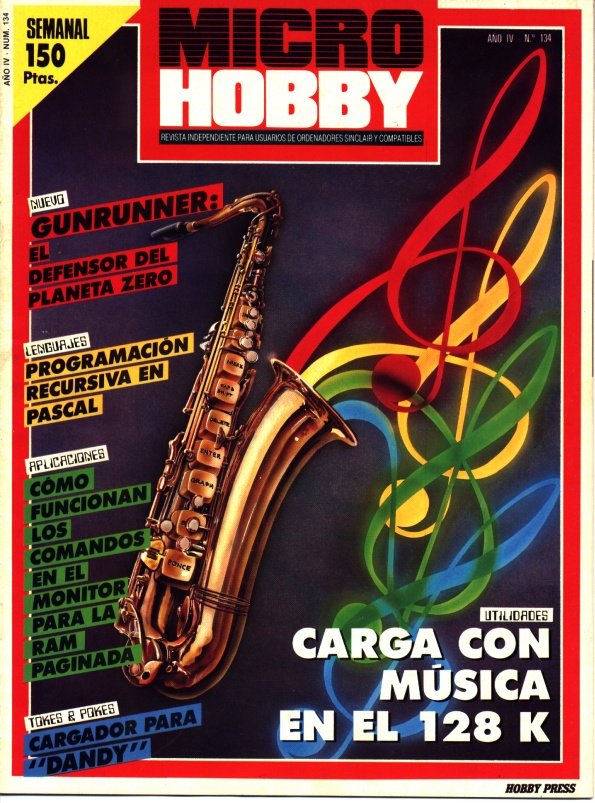 AÑO IV - NUM. 134
SEMANAL
150
Ptas.
MICRO
HOBBY
AÑO IV N.º 134
REVISTA INDEPENDIENTE PARA USUARIOS DE ORDENADORES SINCLAIR Y COMPATIBLES
NUEVO
GUNRUNNER:
EL
DEFENSOR DEL
PLANETA ZERO
LENGUAJES
PROGRAMACIÓN
RECURSIVA EN
PASCAL
APLICACIONES
CÓMO
FUNCIONAN
LOS
COMANDOS
EN EL
MONITOR
PARA LA
RAM
PAGINADA
TOKES & POKES
CARGADOR PARA
"DANDY"
ENTER
UTILIDADES
CARGA CON
MÚSICA
EN EL 128 K
HOBBY PRESS